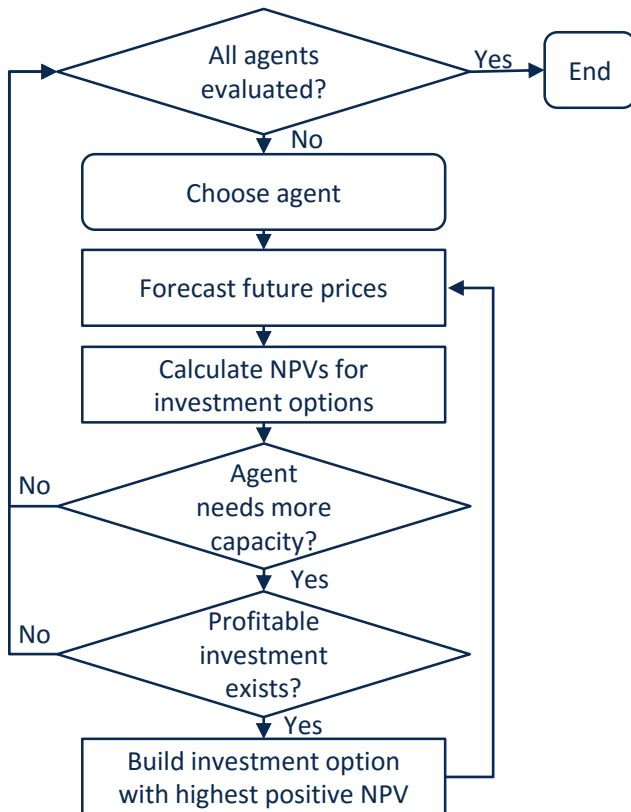 All agents
evaluated?
Yes
End
No
Choose agent
Forecast future prices
Calculate NPVs for
investment options
No
Agent
needs more
capacity?
Yes
No
Profitable
investment
exists?
Yes
Build investment option
with highest positive NPV